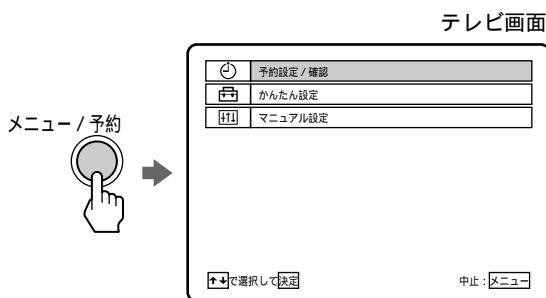 テレビ画面
メニュー / 予約
予約設定 / 確認
かんたん設定
マニュアル設定
↑↓で選択して決定
中止 : メニュー